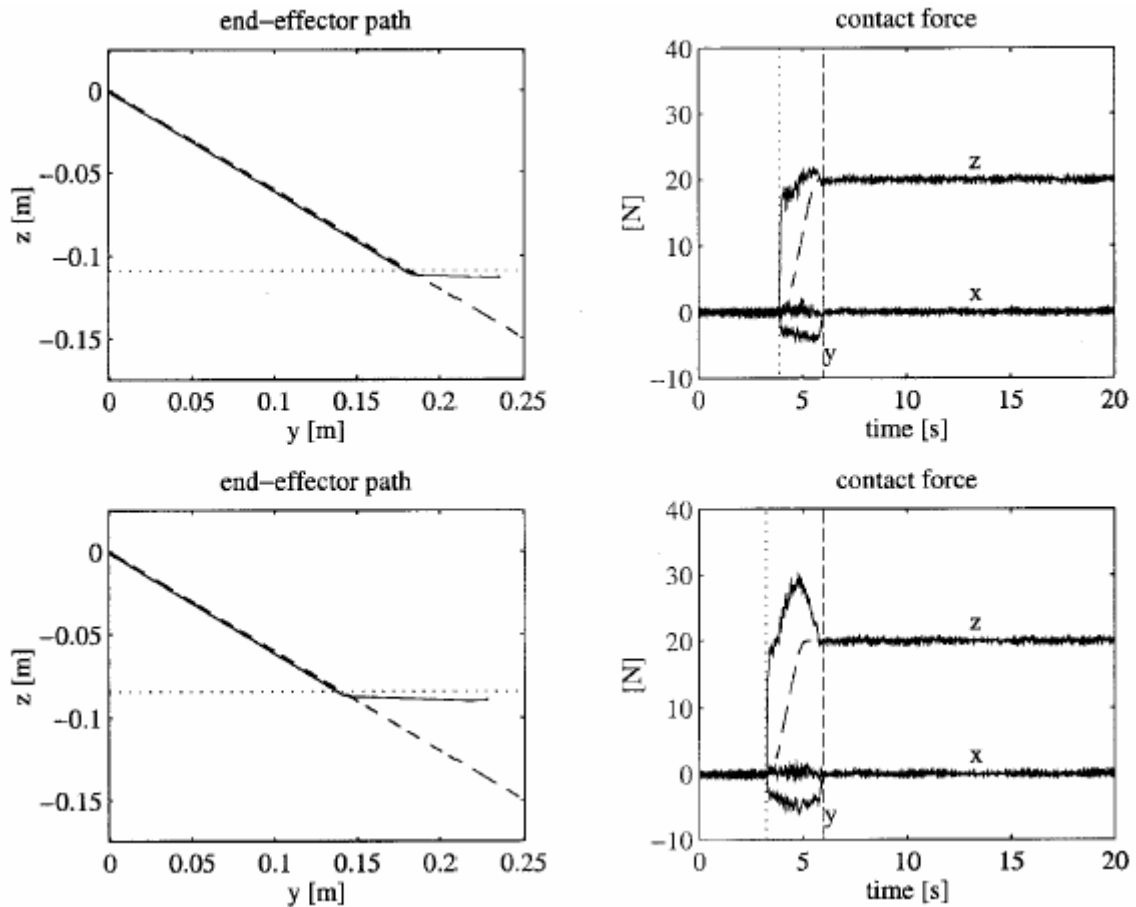 end-effector path
0
-0.05
-0.1
-0.15
z [m]
0 0.05 0.1 0.15 0.2 0.25
y [m]
contact force
40
30
20
10
0
-10
[N]
z
x
y
0 5 10 15 20
time [s]
end-effector path
0
-0.05
-0.1
-0.15
z [m]
0 0.05 0.1 0.15 0.2 0.25
y [m]
contact force
40
30
20
10
0
-10
[N]
z
x
y
0 5 10 15 20
time [s]